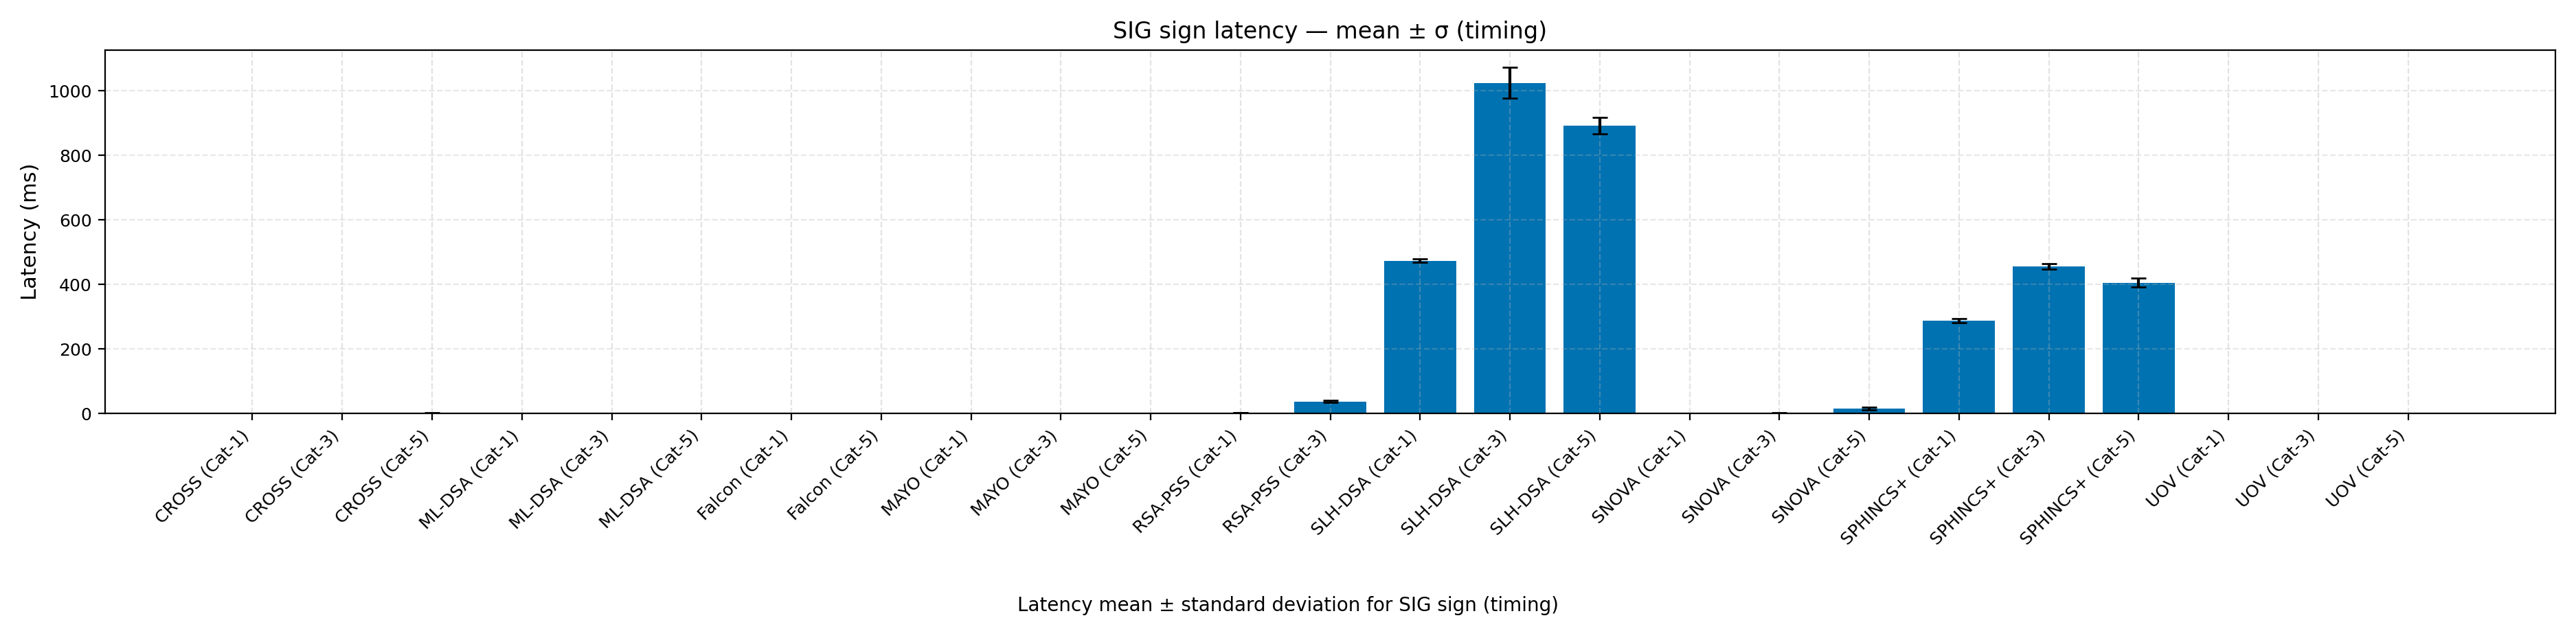 SIG sign latency — mean ± σ (timing)
Latency (ms)
1000
800
600
400
200
0
CROSS (Cat-1)
CROSS (Cat-3)
CROSS (Cat-5)
ML-DSA (Cat-1)
ML-DSA (Cat-3)
ML-DSA (Cat-5)
Falcon (Cat-1)
Falcon (Cat-5)
MAYO (Cat-1)
MAYO (Cat-3)
MAYO (Cat-5)
RSA-PSS (Cat-1)
RSA-PSS (Cat-3)
SLH-DSA (Cat-1)
SLH-DSA (Cat-3)
SLH-DSA (Cat-5)
SNOVA (Cat-1)
SNOVA (Cat-3)
SNOVA (Cat-5)
SPHINCS+ (Cat-1)
SPHINCS+ (Cat-3)
SPHINCS+ (Cat-5)
UOV (Cat-1)
UOV (Cat-3)
UOV (Cat-5)
Latency mean ± standard deviation for SIG sign (timing)